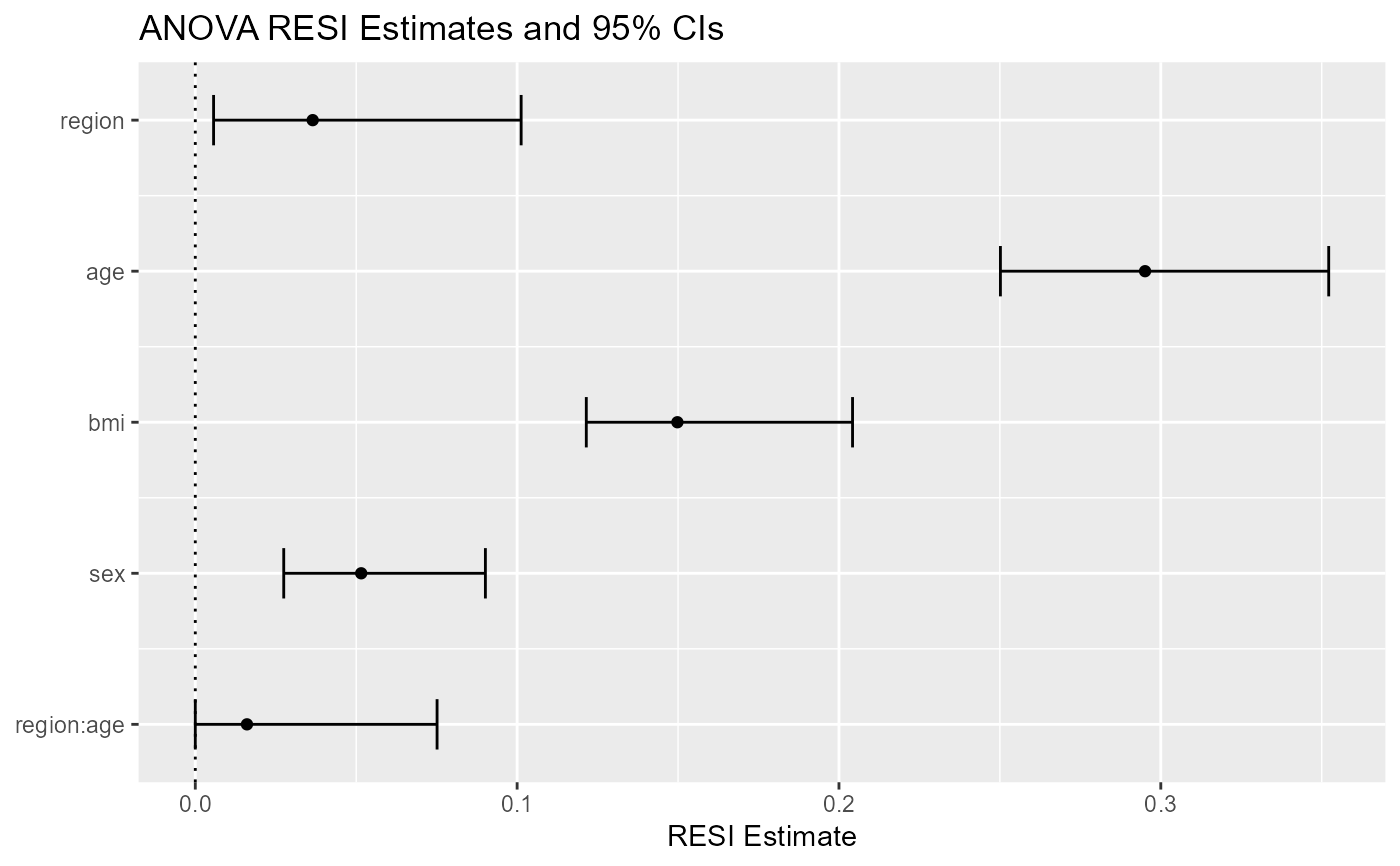 ANOVA RESI Estimates and 95% CIs
region
age
bmi
sex
region:age
0.0 0.1 0.2 0.3
RESI Estimate